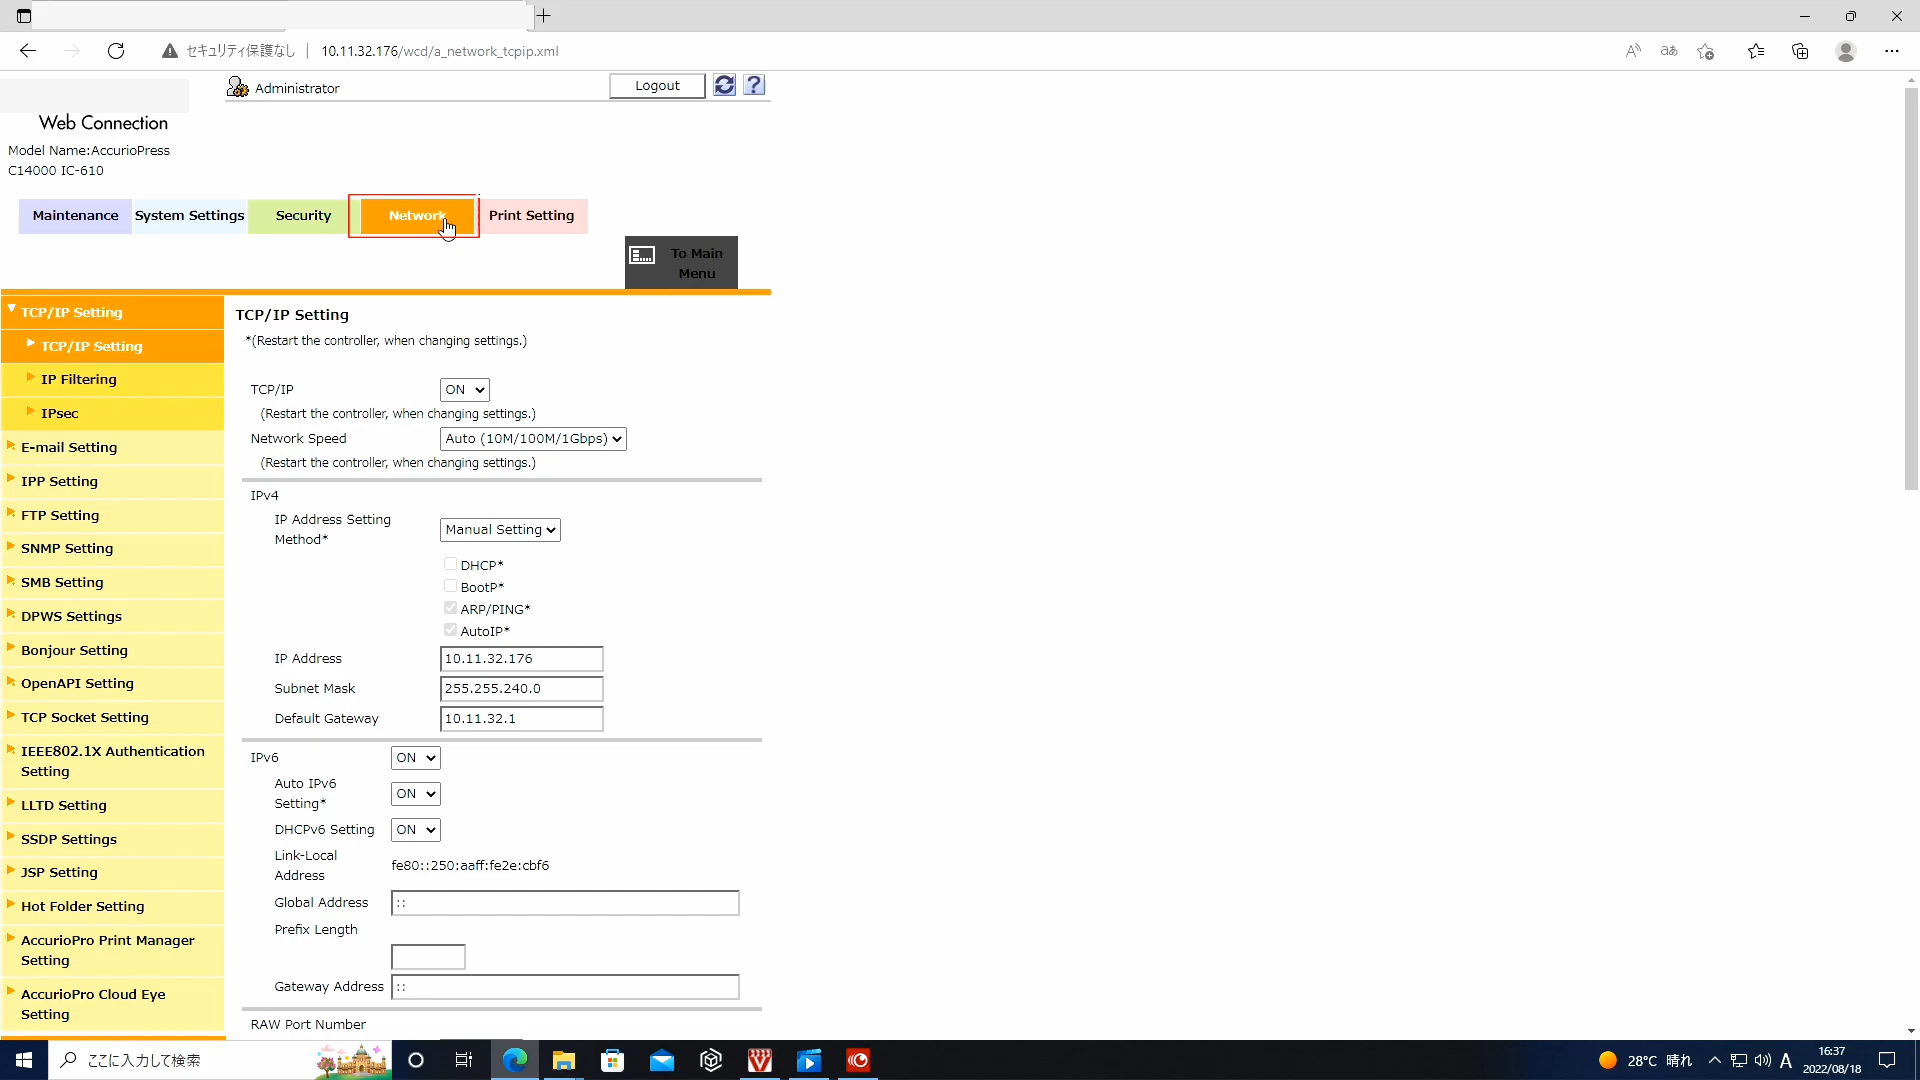 セキュリティ保護なし | 10.11.32.176/wcd/a_network_tcpip.xml
Administrator
Logout
Web Connection
Model Name:AccurioPress
C14000 IC-610
Maintenance
System Settings
Security
Network
Print Setting
To Main
Menu
TCP/IP Setting
TCP/IP Setting
IP Filtering
IPsec
E-mail Setting
IPP Setting
FTP Setting
SNMP Setting
SMB Setting
DPWS Settings
Bonjour Setting
OpenAPI Setting
TCP Socket Setting
IEEE802.1X Authentication
Setting
LLTD Setting
SSDP Settings
JSP Setting
Hot Folder Setting
AccurioPro Print Manager
Setting
AccurioPro Cloud Eye
Setting
TCP/IP Setting
*(Restart the controller, when changing settings.)
TCP/IP ON
(Restart the controller, when changing settings.)
Network Speed Auto (10M/100M/1Gbps)
(Restart the controller, when changing settings.)
IPv4
IP Address Setting
Method*
Manual Setting
DHCP*
BootP*
ARP/PING*
AutoIP*
IP Address 10.11.32.176
Subnet Mask 255.255.240.0
Default Gateway 10.11.32.1
IPv6 ON
Auto IPv6
Setting*
ON
DHCPv6 Setting ON
Link-Local
Address
fe80::250:aaff:fe2e:cbf6
Global Address ::
Prefix Length
Gateway Address ::
RAW Port Number
ここに入力して検索
28°C 晴れ
A
16:37
2022/08/18